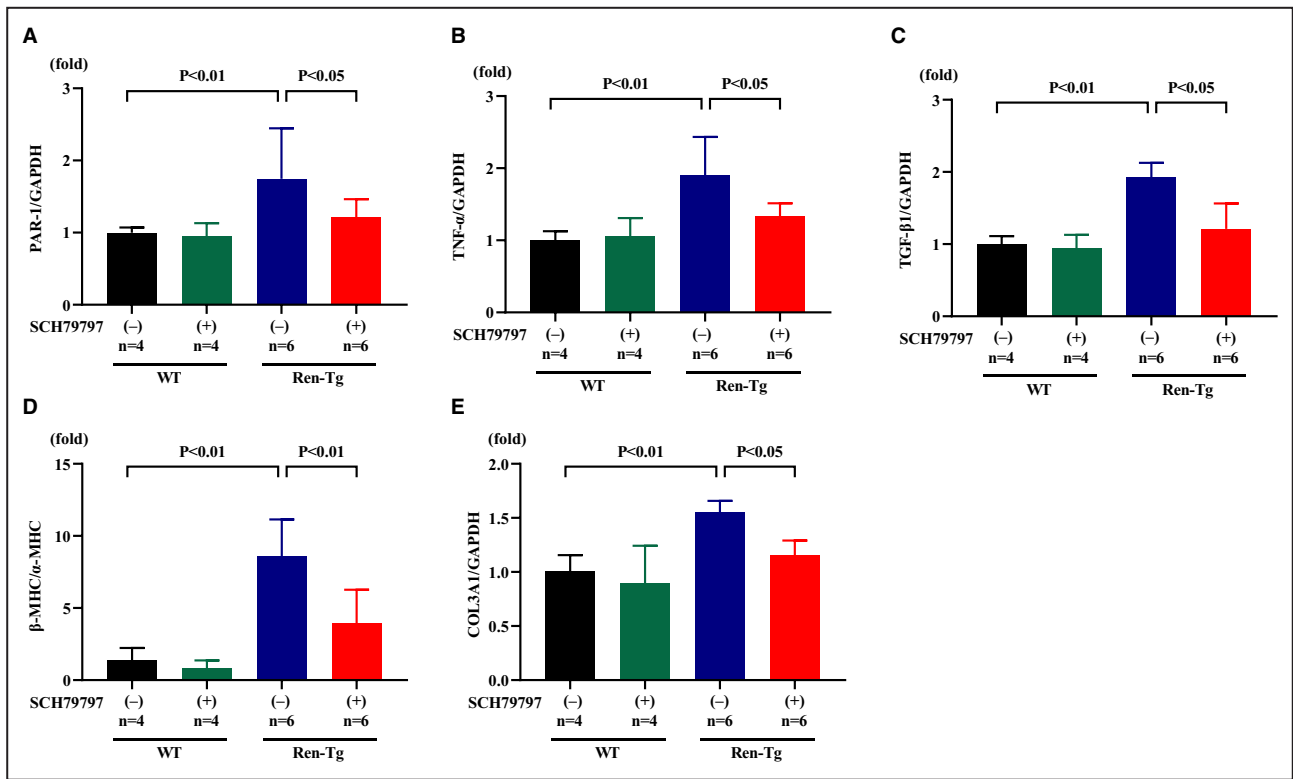 A
(fold)
P<0.01 P<0.05
3
2
1
0
PAR-1/GAPDH
SCH79797 (–) (+) (–) (+)
n=4 n=4 n=6 n=6
WT Ren-Tg
B
(fold)
P<0.01 P<0.05
3
2
1
0
TNF-α/GAPDH
SCH79797 (–) (+) (–) (+)
n=4 n=4 n=6 n=6
WT Ren-Tg
C
(fold)
P<0.01 P<0.05
3
2
1
0
TGF-β1/GAPDH
SCH79797 (–) (+) (–) (+)
n=4 n=4 n=6 n=6
WT Ren-Tg
D
(fold)
P<0.01 P<0.01
15
10
5
0
β-MHC/α-MHC
SCH79797 (–) (+) (–) (+)
n=4 n=4 n=6 n=6
WT Ren-Tg
E
(fold)
P<0.01 P<0.05
2.0
1.5
1.0
0.5
0.0
COL3A1/GAPDH
SCH79797 (–) (+) (–) (+)
n=4 n=4 n=6 n=6
WT Ren-Tg